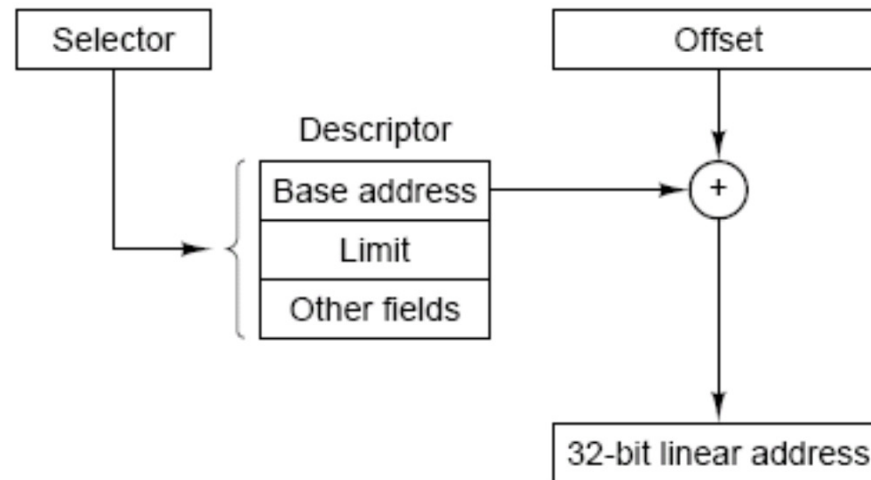 Selector
Offset
Descriptor
Base address
+
Limit
Other fields
32-bit linear address